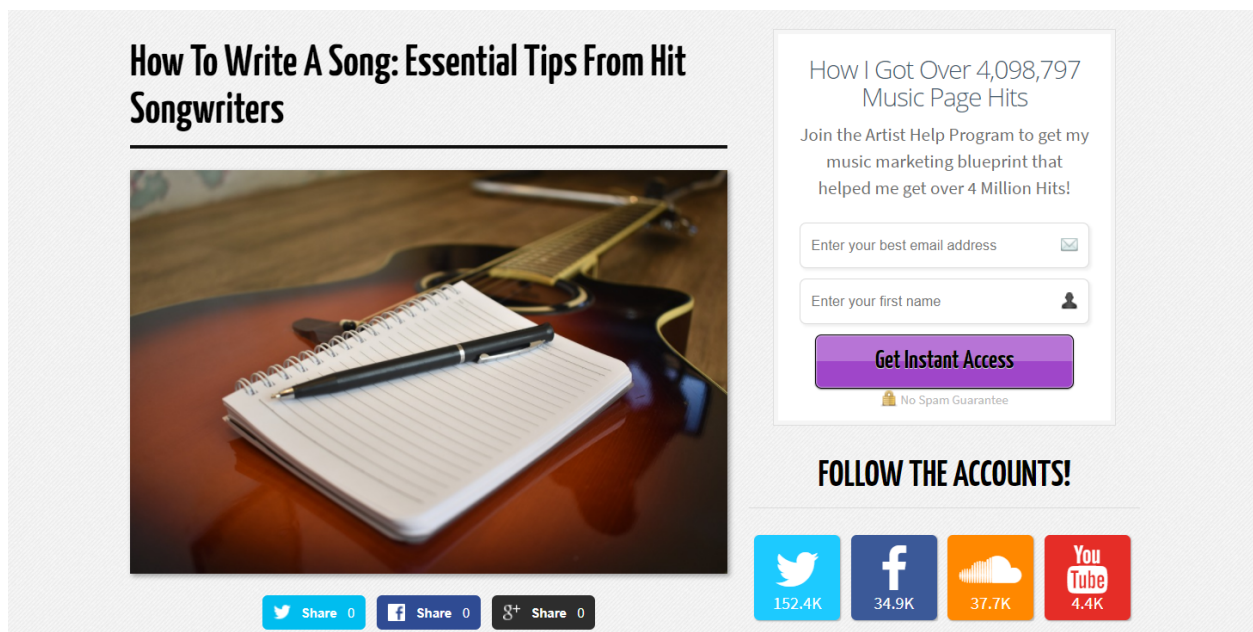 How To Write A Song: Essential Tips From Hit
Songwriters
Share 0
Share 0
Share 0
How I Got Over 4,098,797
Music Page Hits
Join the Artist Help Program to get my
music marketing blueprint that
helped me get over 4 Million Hits!
Enter your best email address
Enter your first name
Get Instant Access
No Spam Guarantee
FOLLOW THE ACCOUNTS!
152.4K
34.9K
37.7K
You
Tube
4.4K